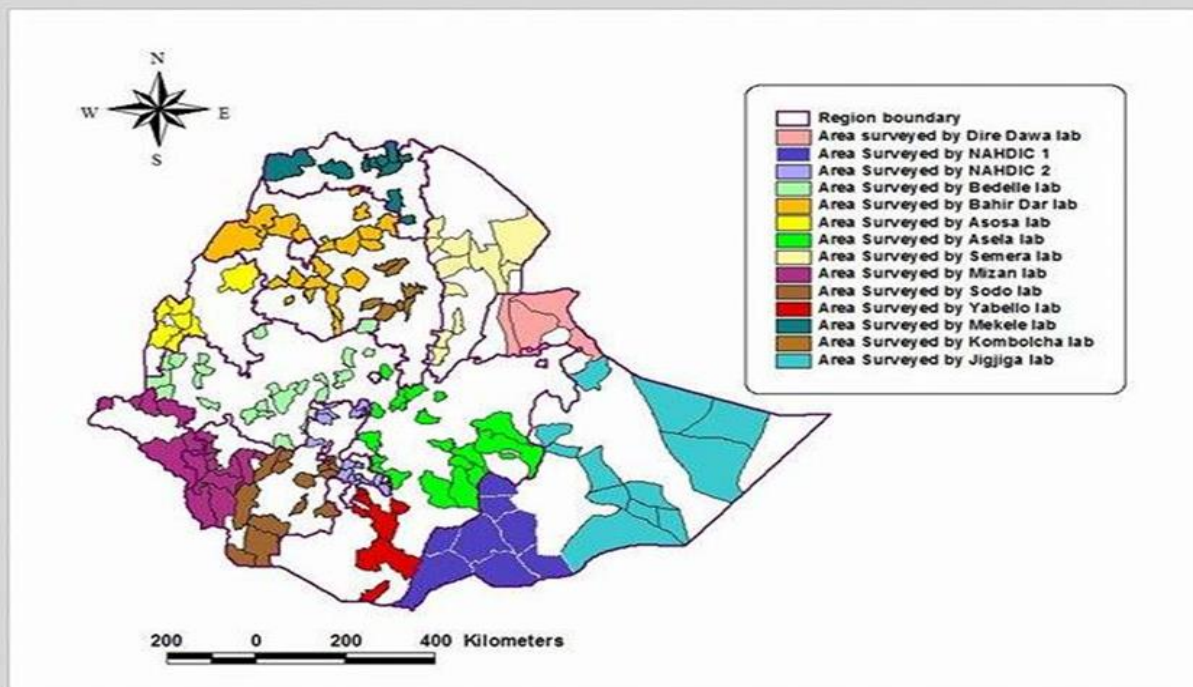 N
W E
S
Region boundary
Area surveyed by Dire Dawa lab
Area Surveyed by NAHDIC 1
Area Surveyed by NAHDIC 2
Area Surveyed by Bedelle lab
Area Surveyed by Bahir Dar lab
Area Surveyed by Asosa lab
Area Surveyed by Asela lab
Area Surveyed by Semera lab
Area Surveyed by Mizan lab
Area Surveyed by Sodo lab
Area Surveyed by Yabello lab
Area Surveyed by Mekele lab
Area Surveyed by Kombolcha lab
Area Surveyed by Jigjiga lab
200 0 200 400 Kilometers